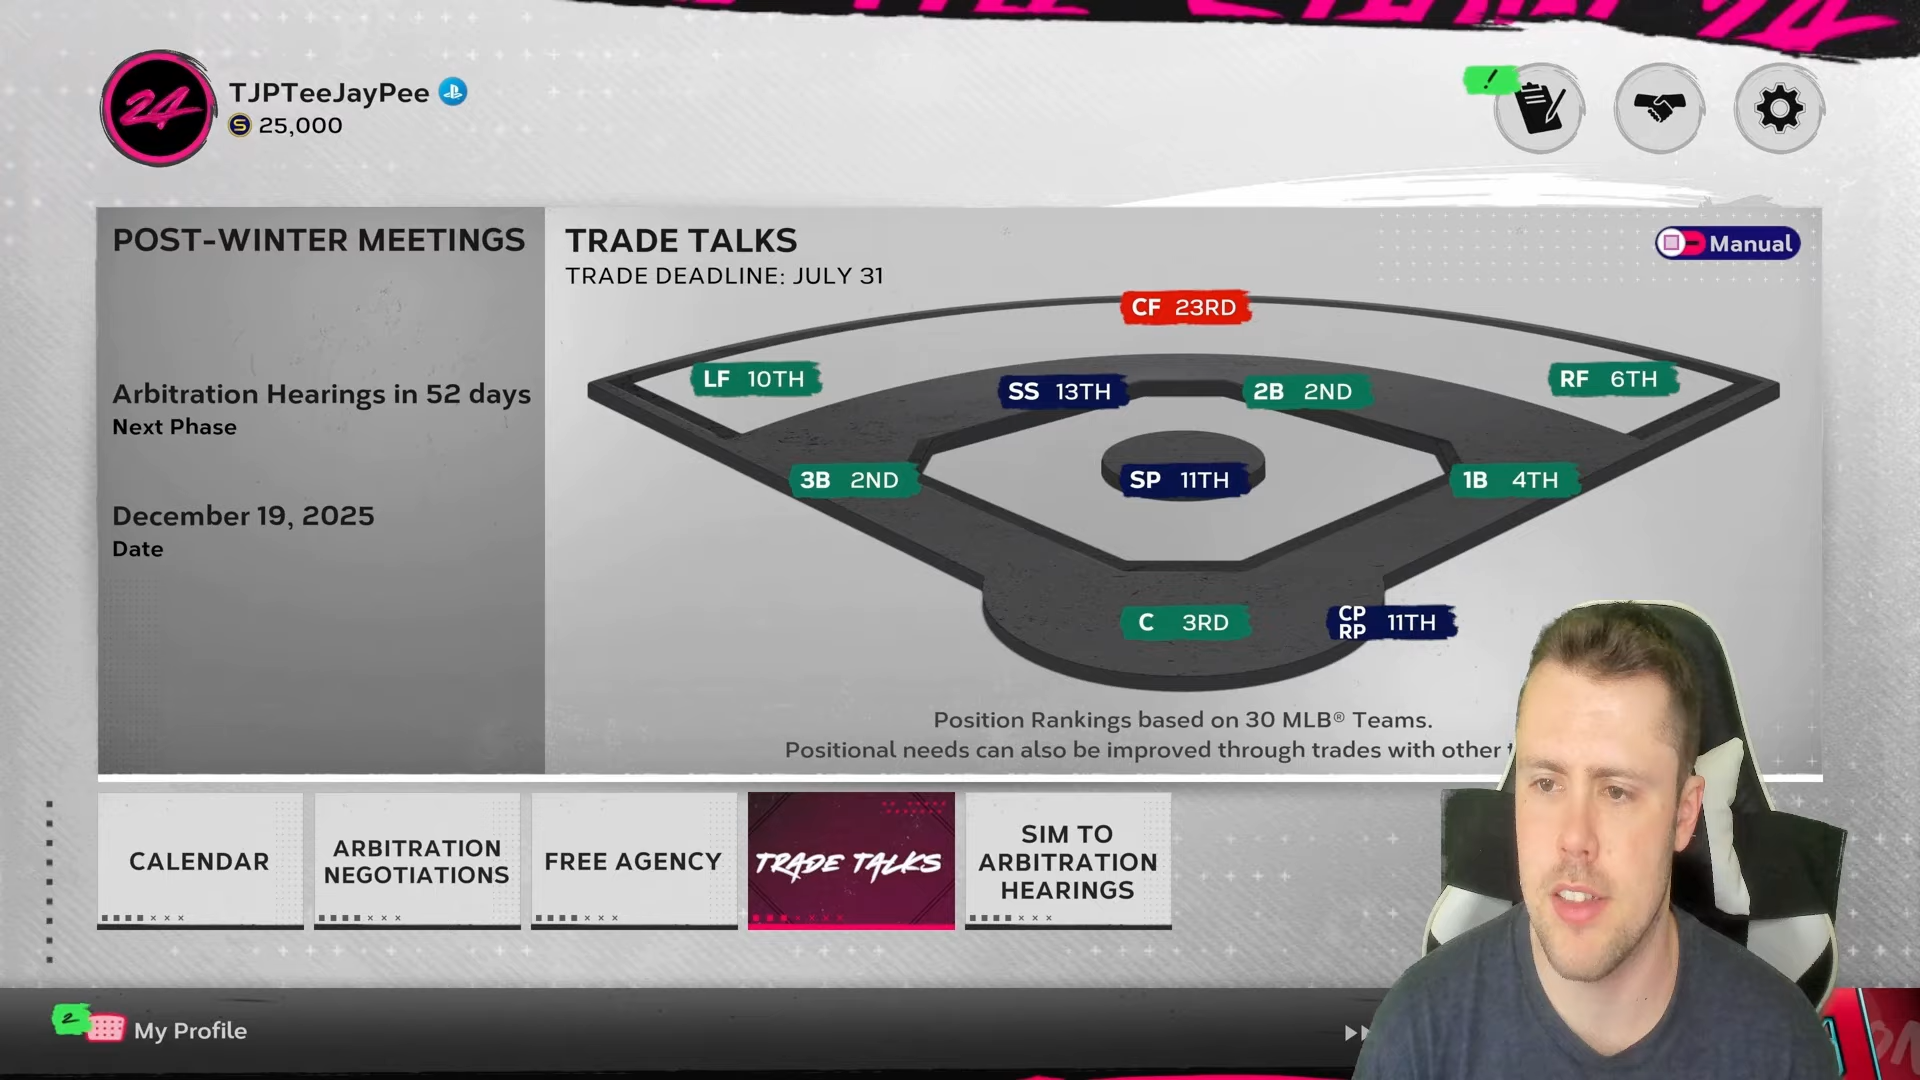 24
TJPTeeJayPee
S 25,000
!
POST-WINTER MEETINGS
Arbitration Hearings in 52 days
Next Phase
December 19, 2025
Date
TRADE TALKS
TRADE DEADLINE: JULY 31
Manual
CF 23RD
LF 10TH
SS 13TH
2B 2ND
RF 6TH
3B 2ND
SP 11TH
1B 4TH
C 3RD
CP RP 11TH
Position Rankings based on 30 MLB® Teams.
Positional needs can also be improved through trades with other
CALENDAR
ARBITRATION
NEGOTIATIONS
FREE AGENCY
TRADE TALKS
SIM TO
ARBITRATION
HEARINGS
2
My Profile